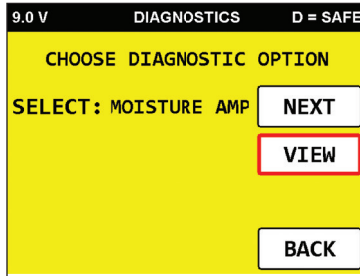 9.0 V DIAGNOSTICS D = SAFE
CHOOSE DIAGNOSTIC OPTION
SELECT: MOISTURE AMP NEXT
VIEW
BACK